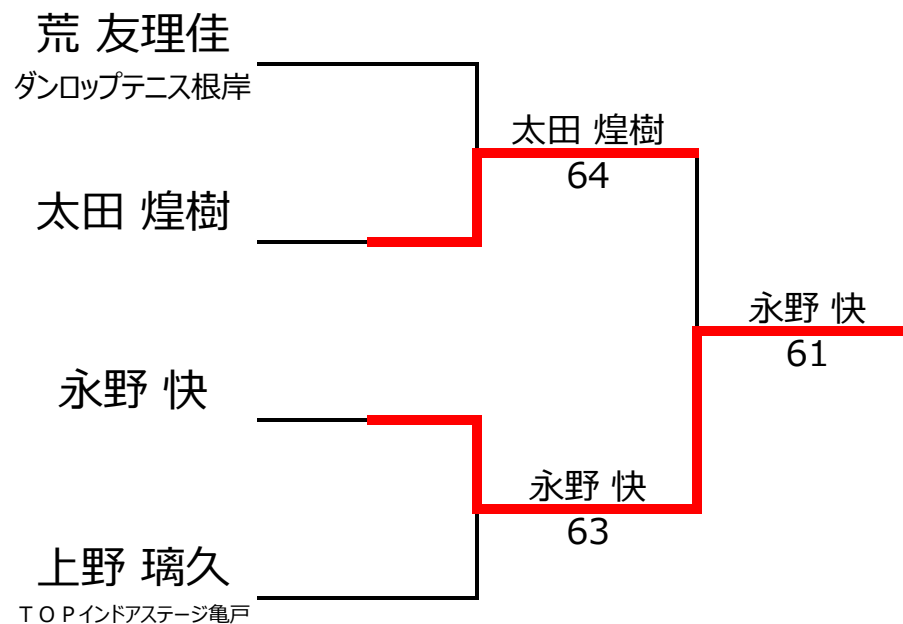 荒 友理佳
ダンロップテニス根岸
太田 煌樹
64
太田 煌樹
永野 快
61
永野 快
永野 快
63
上野 璃久
ＴＯＰインドアステージ亀戸